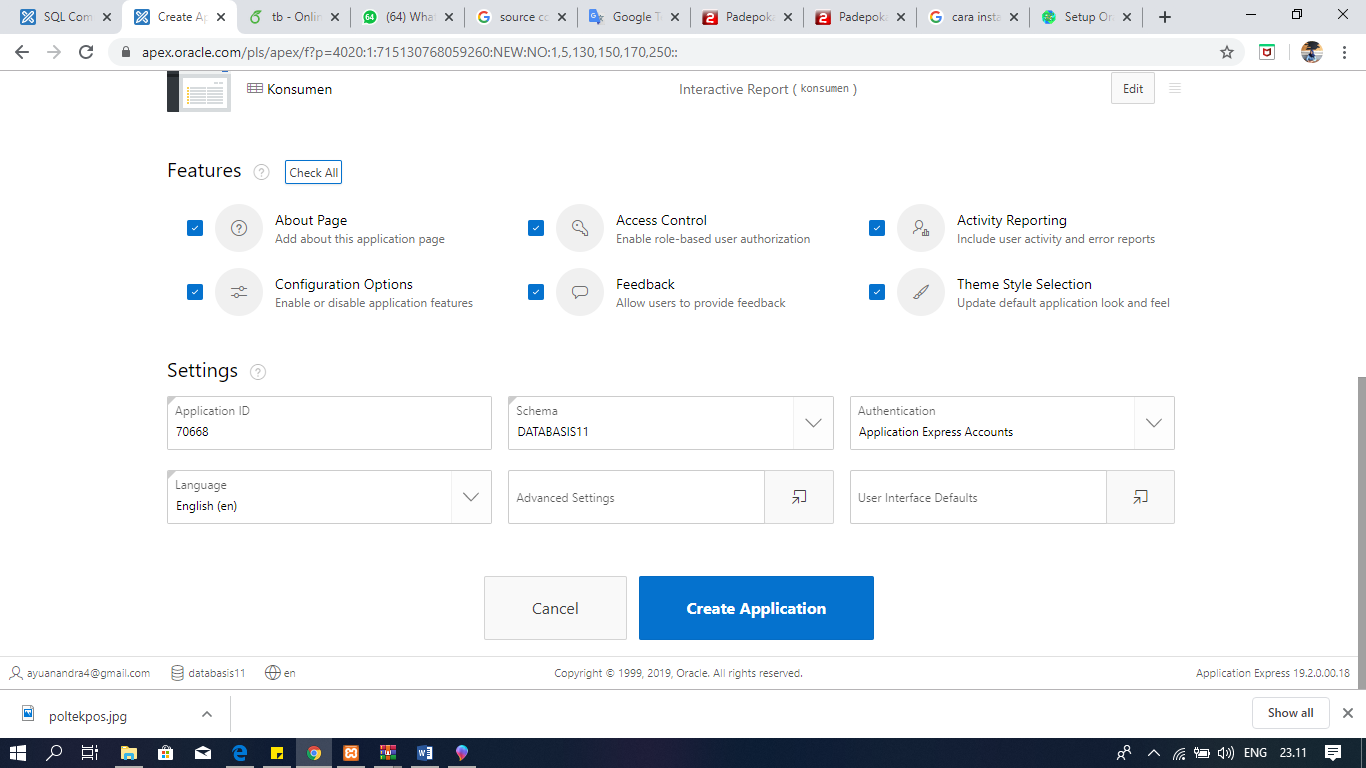 SQL Com
Create Ap
tb - Onlin
(64) What
source co
Google T
Padepoka
Padepoka
cara insta
Setup Or
apex.oracle.com/pls/apex/f?p=4020:1:715130768059260:NEW:NO:1,5,130,150,170,250::
Konsumen
Interactive Report ( konsumen )
Edit
Features
Check All
About Page
Add about this application page
Access Control
Enable role-based user authorization
Activity Reporting
Include user activity and error reports
Configuration Options
Enable or disable application features
Feedback
Allow users to provide feedback
Theme Style Selection
Update default application look and feel
Settings
Application ID
70668
Schema
DATABASIS11
Authentication
Application Express Accounts
Language
English (en)
Advanced Settings
User Interface Defaults
Cancel
Create Application
ayuanandra4@gmail.com
databasis11
en
Copyright © 1999, 2019, Oracle. All rights reserved.
Application Express 19.2.0.00.18
poltekpos.jpg
Show all
ENG
23.11